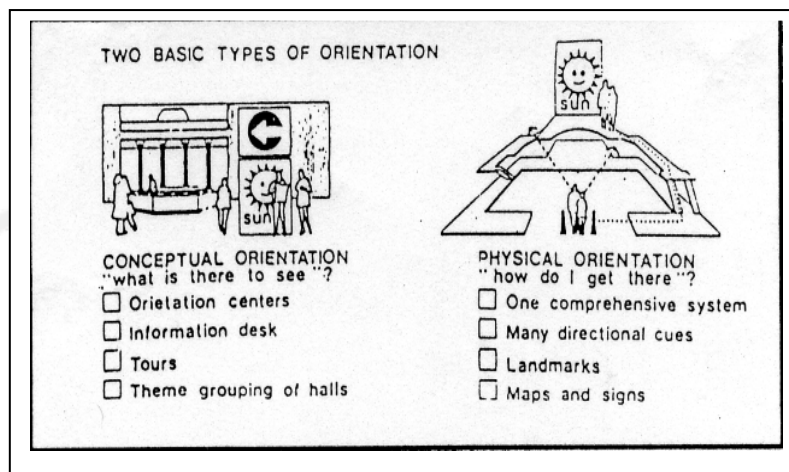 TWO BASIC TYPES OF ORIENTATION
sun
sun
CONCEPTUAL ORIENTATION
"what is there to see"?
Orietation centers
Information desk
Tours
Theme grouping of halls
PHYSICAL ORIENTATION
"how do I get there"?
One comprehensive system
Many directional cues
Landmarks
Maps and signs